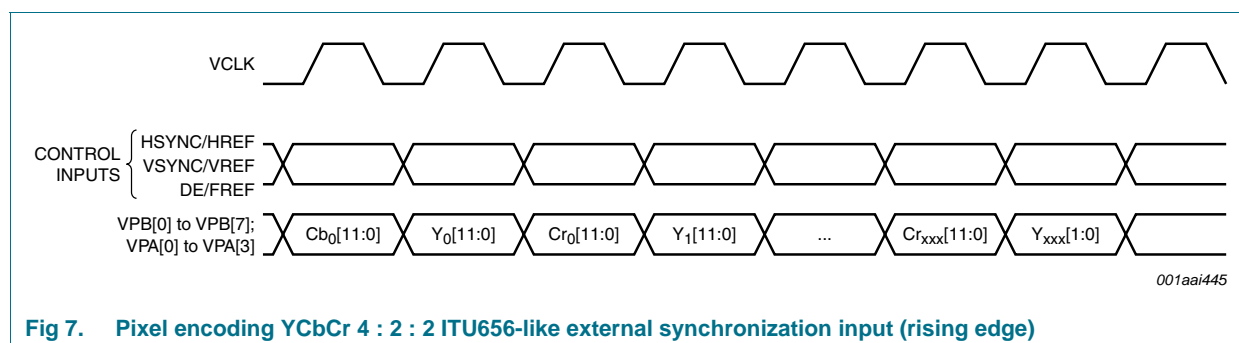 VCLK
CONTROL INPUTS
HSYNC/HREF
VSYNC/VREF
DE/FREF
VPB[0] to VPB[7];
VPA[0] to VPA[3]
Cb0[11:0] Y0[11:0] Cr0[11:0] Y1[11:0] ... Crxxx[11:0] Yxxx[1:0]
001aai445
Fig 7. Pixel encoding YCbCr 4 : 2 : 2 ITU656-like external synchronization input (rising edge)